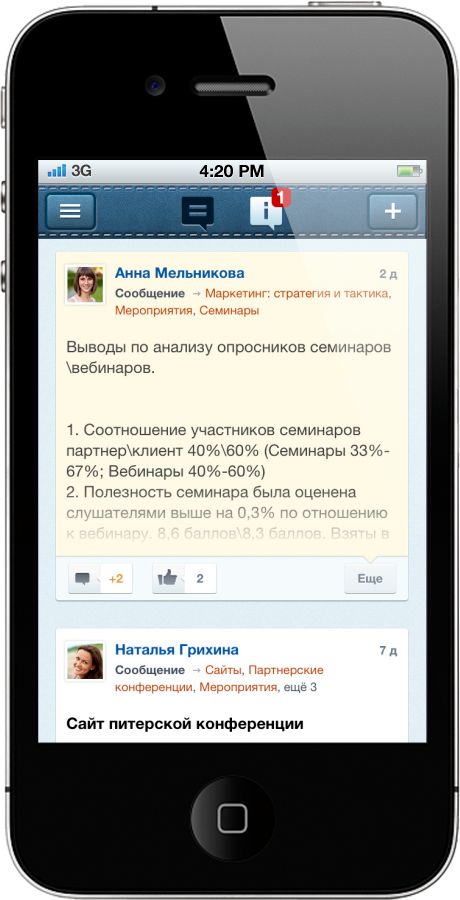 3G 4:20 PM
1
Анна Мельникова 2 д
Сообщение → Маркетинг: стратегия и тактика,
Мероприятия, Семинары
Выводы по анализу опросников семинаров
\вебинаров.
1. Соотношение участников семинаров
партнер\клиент 40%\60% (Семинары 33%-
67%; Вебинары 40%-60%)
2. Полезность семинара была оценена
слушателями выше на 0,3% по отношению
к вебинару. 8,6 баллов\8,3 баллов. Взяты в
+2 2 Еще
Наталья Грихина 7 д
Сообщение → Сайты, Партнерские
конференции, Мероприятия, ещё 3
Сайт питерской конференции